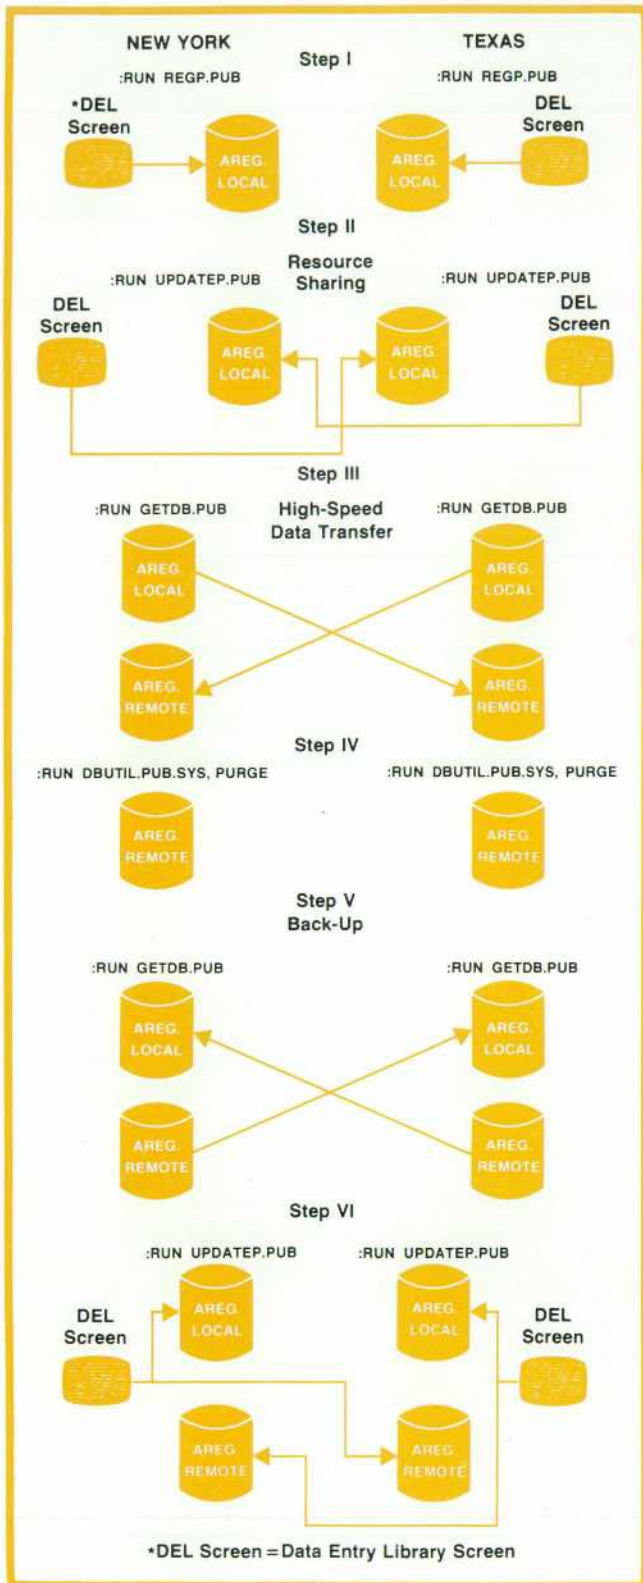 NEW YORK
TEXAS
Step I
:RUN REGP.PUB
:RUN REGP.PUB
*DEL
Screen
AREG.
LOCAL
AREG.
LOCAL
DEL
Screen
Step II
Resource
Sharing
:RUN UPDATEP.PUB
:RUN UPDATEP.PUB
DEL
Screen
AREG.
LOCAL
AREG.
LOCAL
DEL
Screen
Step III
High-Speed
Data Transfer
:RUN GETDB.PUB
:RUN GETDB.PUB
AREG.
LOCAL
AREG.
LOCAL
AREG.
REMOTE
AREG.
REMOTE
Step IV
:RUN DBUTIL.PUB.SYS, PURGE
:RUN DBUTIL.PUB.SYS, PURGE
AREG.
REMOTE
AREG.
REMOTE
Step V
Back-Up
:RUN GETDB.PUB
:RUN GETDB.PUB
AREG.
LOCAL
AREG.
LOCAL
AREG.
REMOTE
AREG.
REMOTE
Step VI
:RUN UPDATEP.PUB
:RUN UPDATEP.PUB
DEL
Screen
AREG.
LOCAL
AREG.
LOCAL
DEL
Screen
AREG.
REMOTE
AREG.
REMOTE
*DEL Screen = Data Entry Library Screen